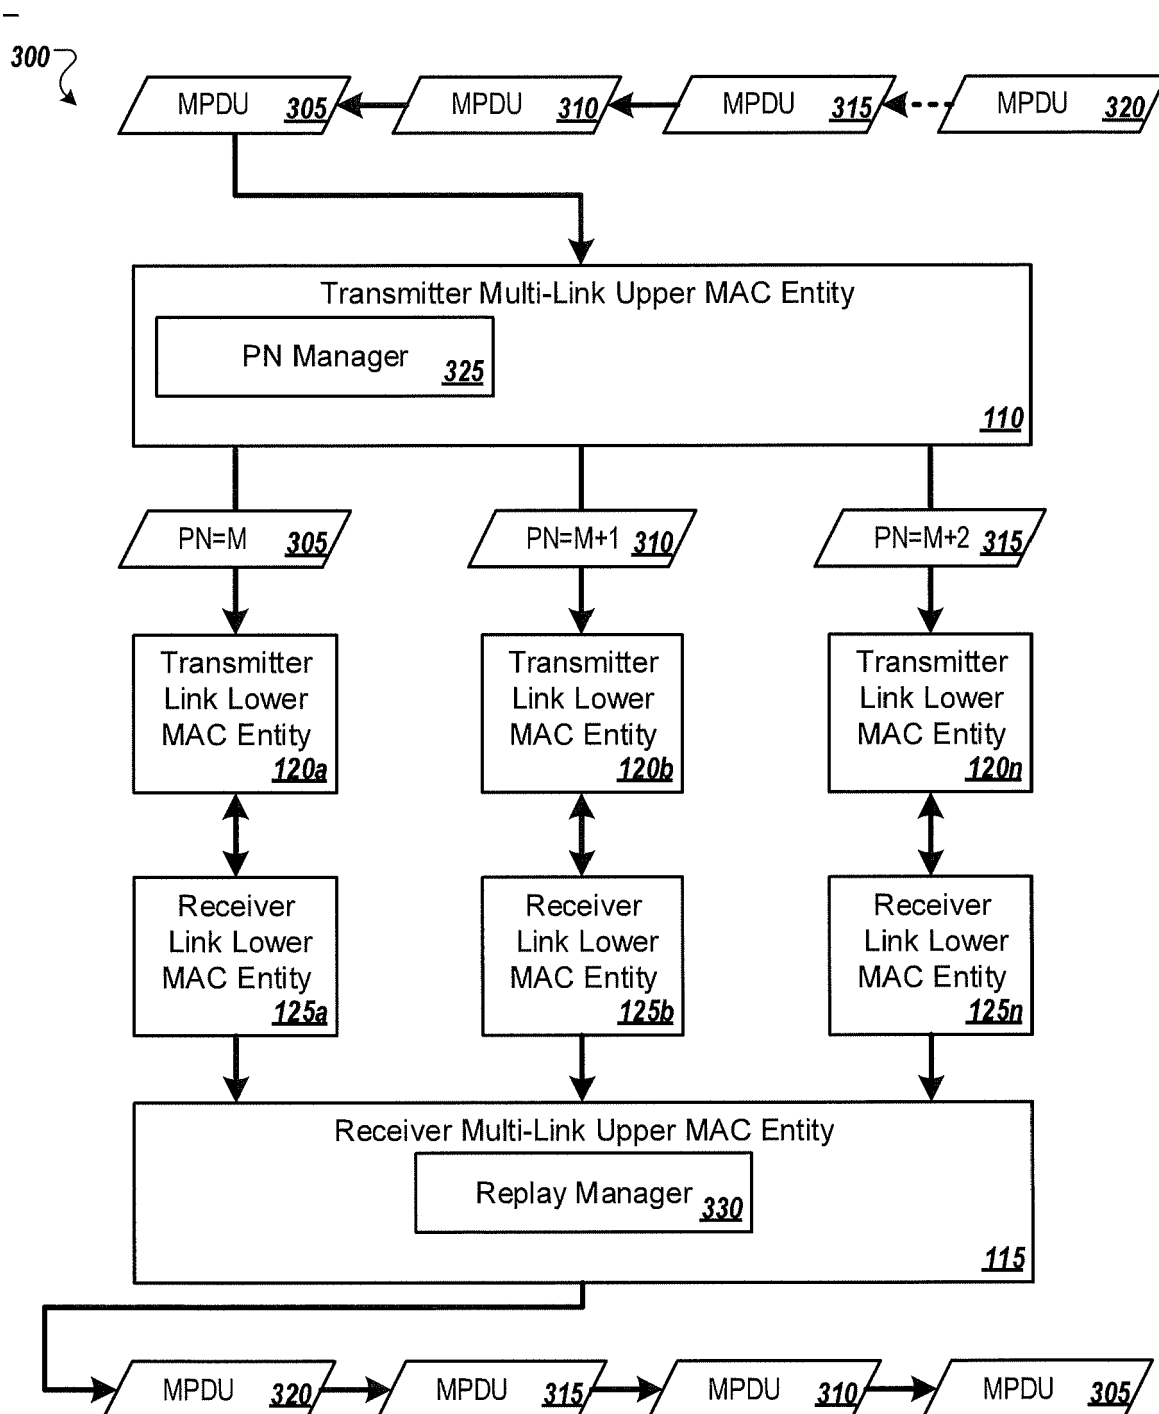 300
MPDU 305 MPDU 310 MPDU 315 MPDU 320
Transmitter Multi-Link Upper MAC Entity
PN Manager 325
110
PN=M 305 PN=M+1 310 PN=M+2 315
Transmitter
Link Lower
MAC Entity
120a
Transmitter
Link Lower
MAC Entity
120b
Transmitter
Link Lower
MAC Entity
120n
Receiver
Link Lower
MAC Entity
125a
Receiver
Link Lower
MAC Entity
125b
Receiver
Link Lower
MAC Entity
125n
Receiver Multi-Link Upper MAC Entity
Replay Manager 330
115
MPDU 320 MPDU 315 MPDU 310 MPDU 305